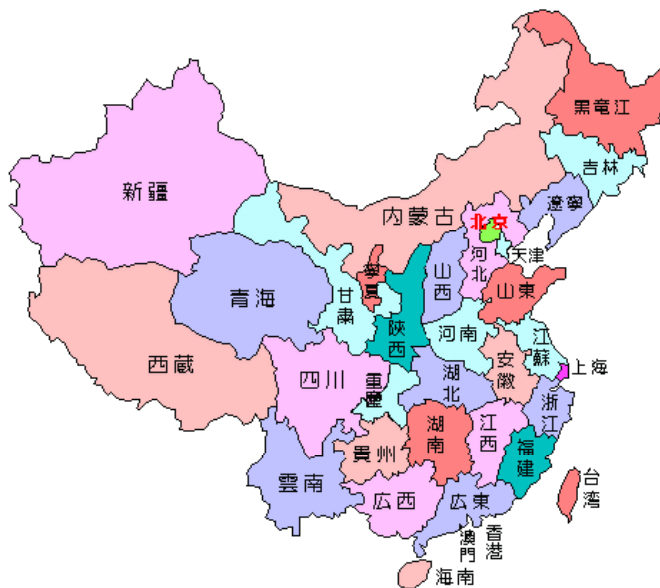 黒竜江
吉林
遼寧
新疆
内蒙古
北京
天津
河北
山西
山東
寧夏
甘粛
青海
陝西
河南
江蘇
安徽
上海
西蔵
四川
重慶
湖北
浙江
江西
湖南
福建
貴州
雲南
広西
広東
台湾
香港
澳門
海南